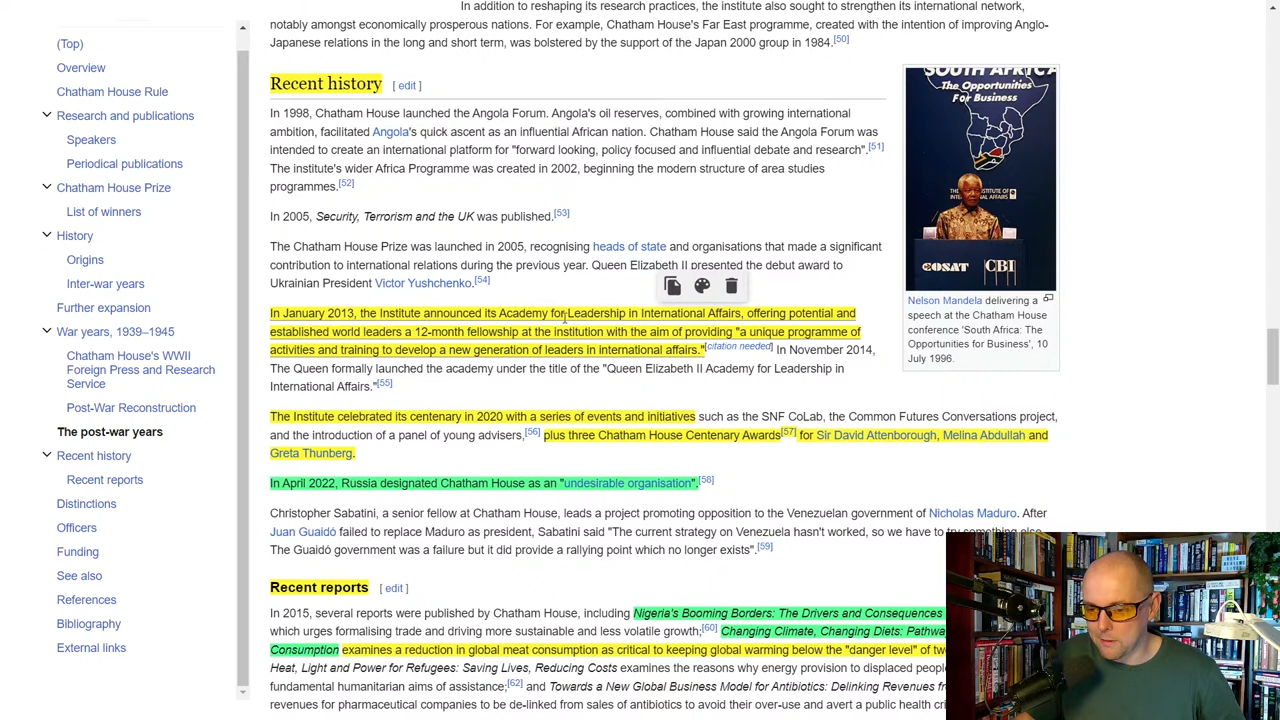 In addition to reshaping its research practices, the institute also sought to strengthen its international network,
notably amongst economically prosperous nations. For example, Chatham House's Far East programme, created with the intention of improving Anglo-
Japanese relations in the long and short term, was bolstered by the support of the Japan 2000 group in 1984.[50]
(Top)
Overview
Chatham House Rule
Research and publications
Speakers
Periodical publications
Chatham House Prize
List of winners
History
Origins
Inter-war years
Further expansion
War years, 1939–1945
Chatham House's WWII
Foreign Press and Research
Service
Post-War Reconstruction
The post-war years
Recent history
Recent reports
Distinctions
Officers
Funding
See also
References
Bibliography
External links
Recent history [ edit ]
In 1998, Chatham House launched the Angola Forum. Angola's oil reserves, combined with growing international
ambition, facilitated Angola's quick ascent as an influential African nation. Chatham House said the Angola Forum was
intended to create an international platform for "forward looking, policy focused and influential debate and research".[51]
The institute's wider Africa Programme was created in 2002, beginning the modern structure of area studies
programmes.[52]
In 2005, Security, Terrorism and the UK was published.[53]
The Chatham House Prize was launched in 2005, recognising heads of state and organisations that made a significant
contribution to international relations during the previous year. Queen Elizabeth II presented the debut award to
Ukrainian President Victor Yushchenko.[54]
In January 2013, the Institute announced its Academy for Leadership in International Affairs, offering potential and
established world leaders a 12-month fellowship at the institution with the aim of providing "a unique programme of
activities and training to develop a new generation of leaders in international affairs."[citation needed] In November 2014,
The Queen formally launched the academy under the title of the "Queen Elizabeth II Academy for Leadership in
International Affairs."[55]
The Institute celebrated its centenary in 2020 with a series of events and initiatives such as the SNF CoLab, the Common Futures Conversations project,
and the introduction of a panel of young advisers,[56] plus three Chatham House Centenary Awards[57] for Sir David Attenborough, Melina Abdullah and
Greta Thunberg.
In April 2022, Russia designated Chatham House as an "undesirable organisation".[58]
Christopher Sabatini, a senior fellow at Chatham House, leads a project promoting opposition to the Venezuelan government of Nicholas Maduro. After
Juan Guaidó failed to replace Maduro as president, Sabatini said "The current strategy on Venezuela hasn't worked, so we have to try something else.
The Guaidó government was a failure but it did provide a rallying point which no longer exists".[59]
Recent reports [ edit ]
In 2015, several reports were published by Chatham House, including Nigeria's Booming Borders: The Drivers and Consequences
which urges formalising trade and driving more sustainable and less volatile growth;[60] Changing Climate, Changing Diets:
Consumption examines a reduction in global meat consumption as critical to keeping global warming below the "danger level" of
Heat, Light and Power for Refugees: Saving Lives, Reducing Costs examines the reasons why energy provision to displaced
fundamental humanitarian aims of assistance;[62] and Towards a New Global Business Model for Antibiotics: Delinking Revenues
revenues for pharmaceutical companies to be de-linked from sales of antibiotics to avoid their over-use and avert a public health
SOUTH AFRICA
The Opportunities
For Business
COSAT CBI
Nelson Mandela delivering a
speech at the Chatham House
conference 'South Africa: The
Opportunities for Business', 10
July 1996.